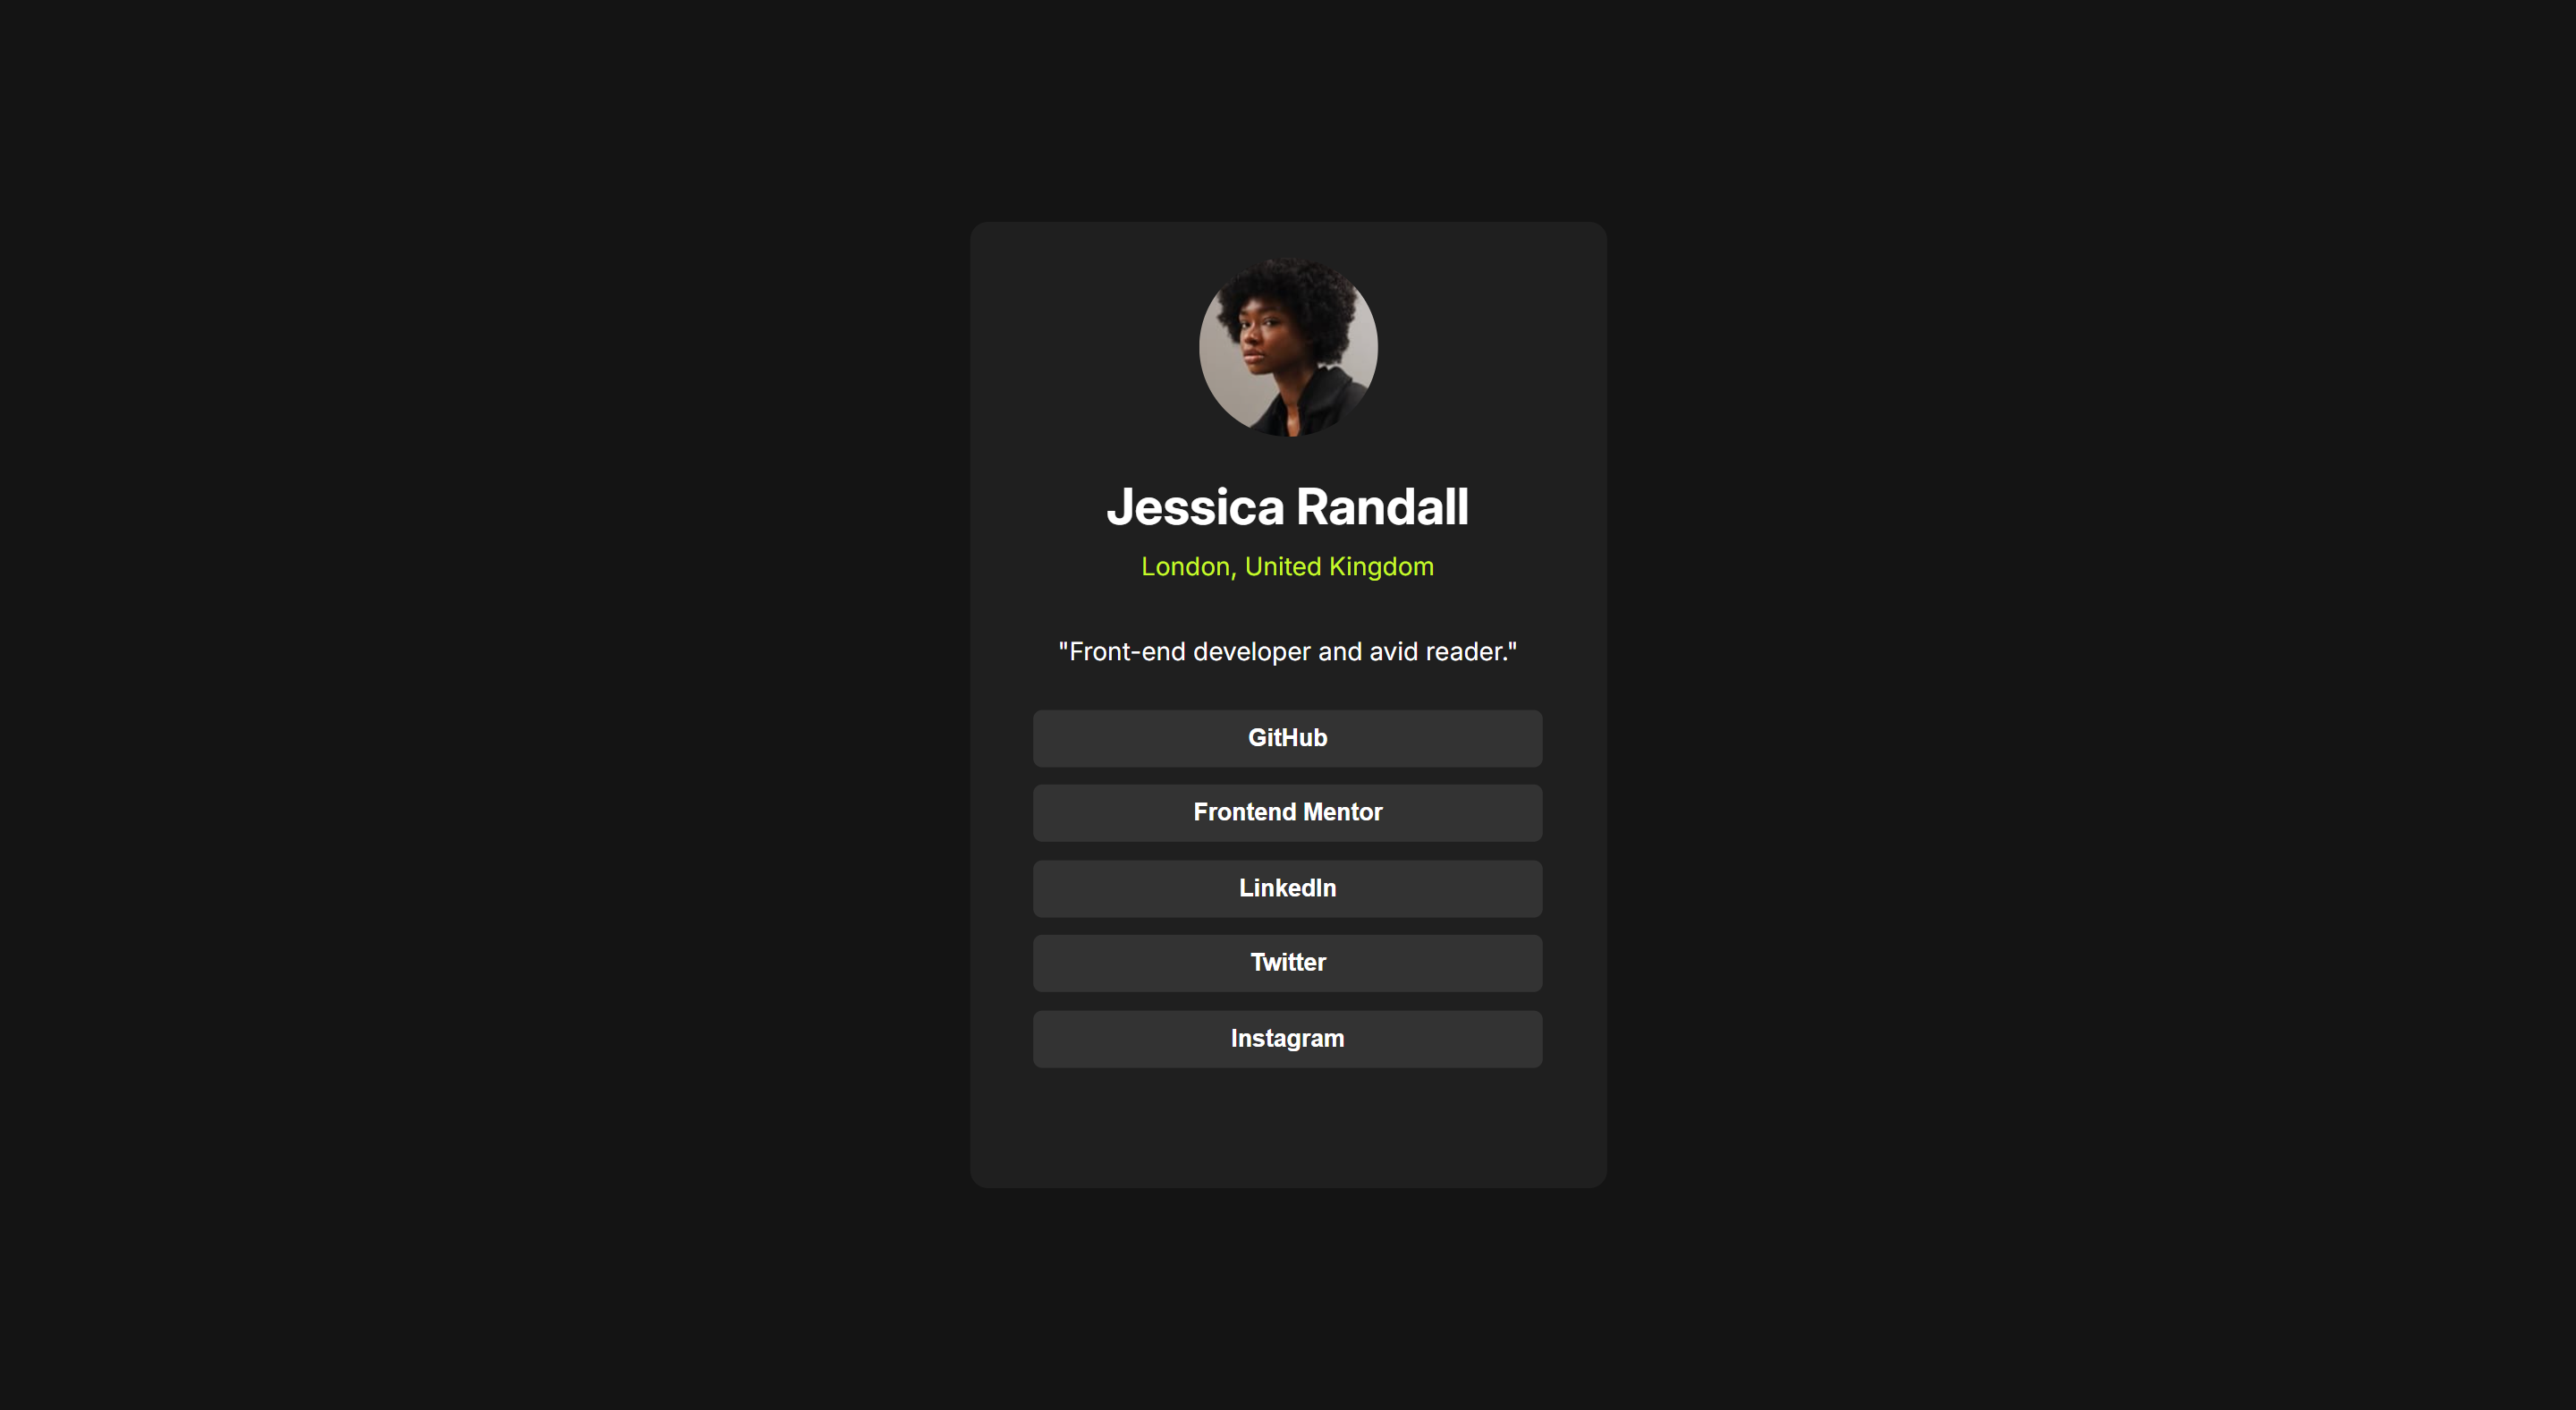 Jessica Randall
London, United Kingdom
"Front-end developer and avid reader."
GitHub
Frontend Mentor
LinkedIn
Twitter
Instagram